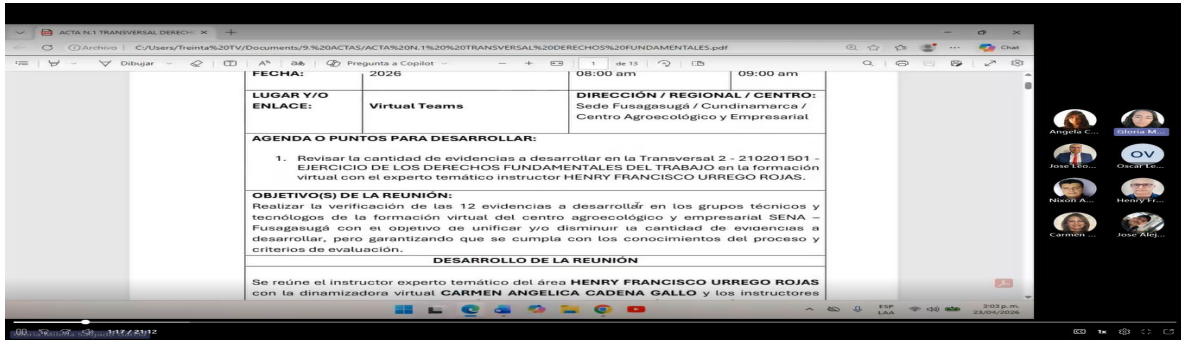 ACTA N.1 TRANSVERSAL DERECH
Archivo C:/Users/Treinta%20TV/Documents/9.%20ACTAS/ACTA%20N.1%20%20TRANSVERSAL%20DERECHOS%20FUNDAMENTALES.pdf
Chat
Dibujar
Pregunta a Copilot
1 de 13
FECHA: 2026 08:00 am 09:00 am
LUGAR Y/O ENLACE: Virtual Teams
DIRECCIÓN / REGIONAL / CENTRO:
Sede Fusagasugá / Cundinamarca /
Centro Agroecológico y Empresarial
AGENDA O PUNTOS PARA DESARROLLAR:
1. Revisar la cantidad de evidencias a desarrollar en la Transversal 2 - 210201501 -
EJERCICIO DE LOS DERECHOS FUNDAMENTALES DEL TRABAJO en la formación
virtual con el experto temático instructor HENRY FRANCISCO URREGO ROJAS.
OBJETIVO(S) DE LA REUNIÓN:
Realizar la verificación de las 12 evidencias a desarrollar en los grupos técnicos y
tecnólogos de la formación virtual del centro agroecológico y empresarial SENA –
Fusagasugá con el objetivo de unificar y/o disminuir la cantidad de evidencias a
desarrollar, pero garantizando que se cumpla con los conocimientos del proceso y
criterios de evaluación.
DESARROLLO DE LA REUNIÓN
Se reúne el instructor experto temático del área HENRY FRANCISCO URREGO ROJAS
con la dinamizadora virtual CARMEN ANGELICA CADENA GALLO y los instructores
Angela C...
Gloria M...
Jose Leo...
OV
Oscar Le...
Nixon A...
Henry Fr...
Carmen ...
Jose Alej...
ESP
LAA
3:03 p.m.
23/04/2026
1:17 / 21:12
1x